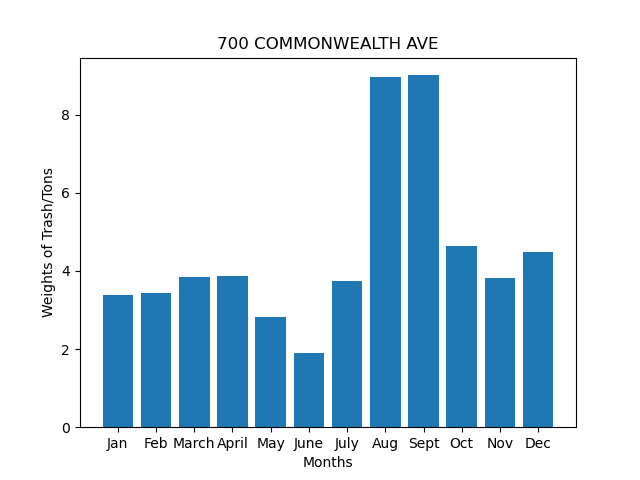 700 COMMONWEALTH AVE
Weights of Trash/Tons
8
6
4
2
0
Jan Feb March April May June July Aug Sept Oct Nov Dec
Months